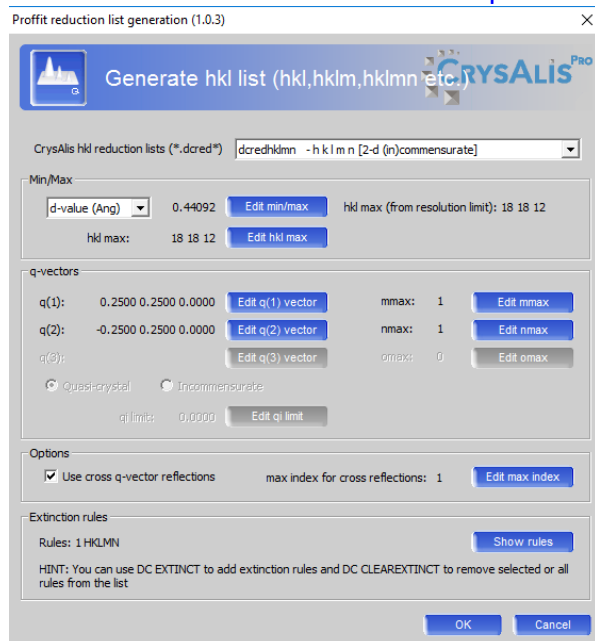 Proffit reduction list generation (1.0.3)
Generate hkl list (hkl,hklm,hklmn etc.)
CRYSALIS PRO
G
CrysAlis hkl reduction lists (*.dcred*) dcredhklmn - h k l m n [2-d (in)commensurate]
Min/Max
d-value (Ang) 0.44092 Edit min/max hkl max (from resolution limit): 18 18 12
hkl max: 18 18 12 Edit hkl max
q-vectors
q(1): 0.2500 0.2500 0.0000 Edit q(1) vector mmax: 1 Edit mmax
q(2): -0.2500 0.2500 0.0000 Edit q(2) vector nmax: 1 Edit nmax
q(3): Edit q(3) vector omax: 0 Edit omax
Quasi-crystal Incommensurate
qi limit: 0.0000 Edit qi limit
Options
Use cross q-vector reflections max index for cross reflections: 1 Edit max index
Extinction rules
Rules: 1 HKLMN Show rules
HINT: You can use DC EXTINCT to add extinction rules and DC CLEAREXTINCT to remove selected or all
rules from the list
OK Cancel